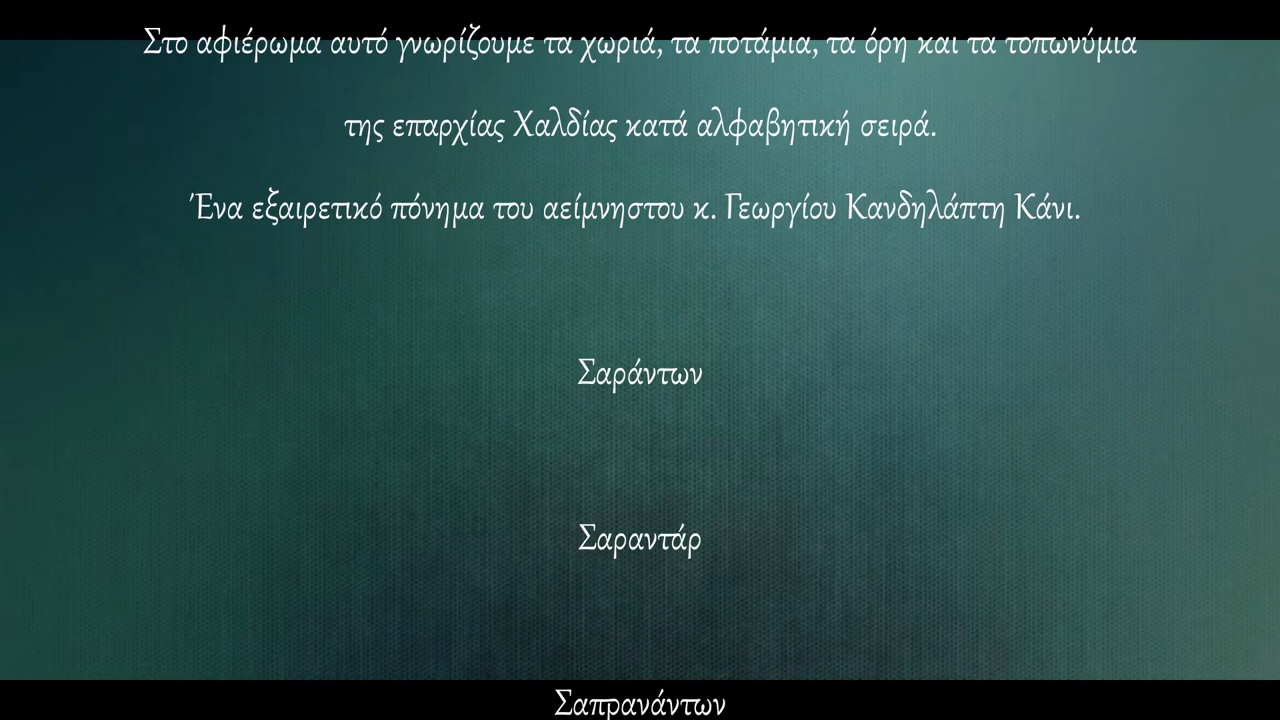 Στο αφιέρωμα αυτό γνωρίζουμε τα χωριά, τα ποτάμια, τα όρη και τα τοπωνύμια
της επαρχίας Χαλδίας κατά αλφαβητική σειρά.
Ένα εξαιρετικό πόνημα του αείμνηστου κ. Γεωργίου Κανδηλάπτη Κάνι.
Σαράντων
Σαραντάρ
Σαπρανάντων